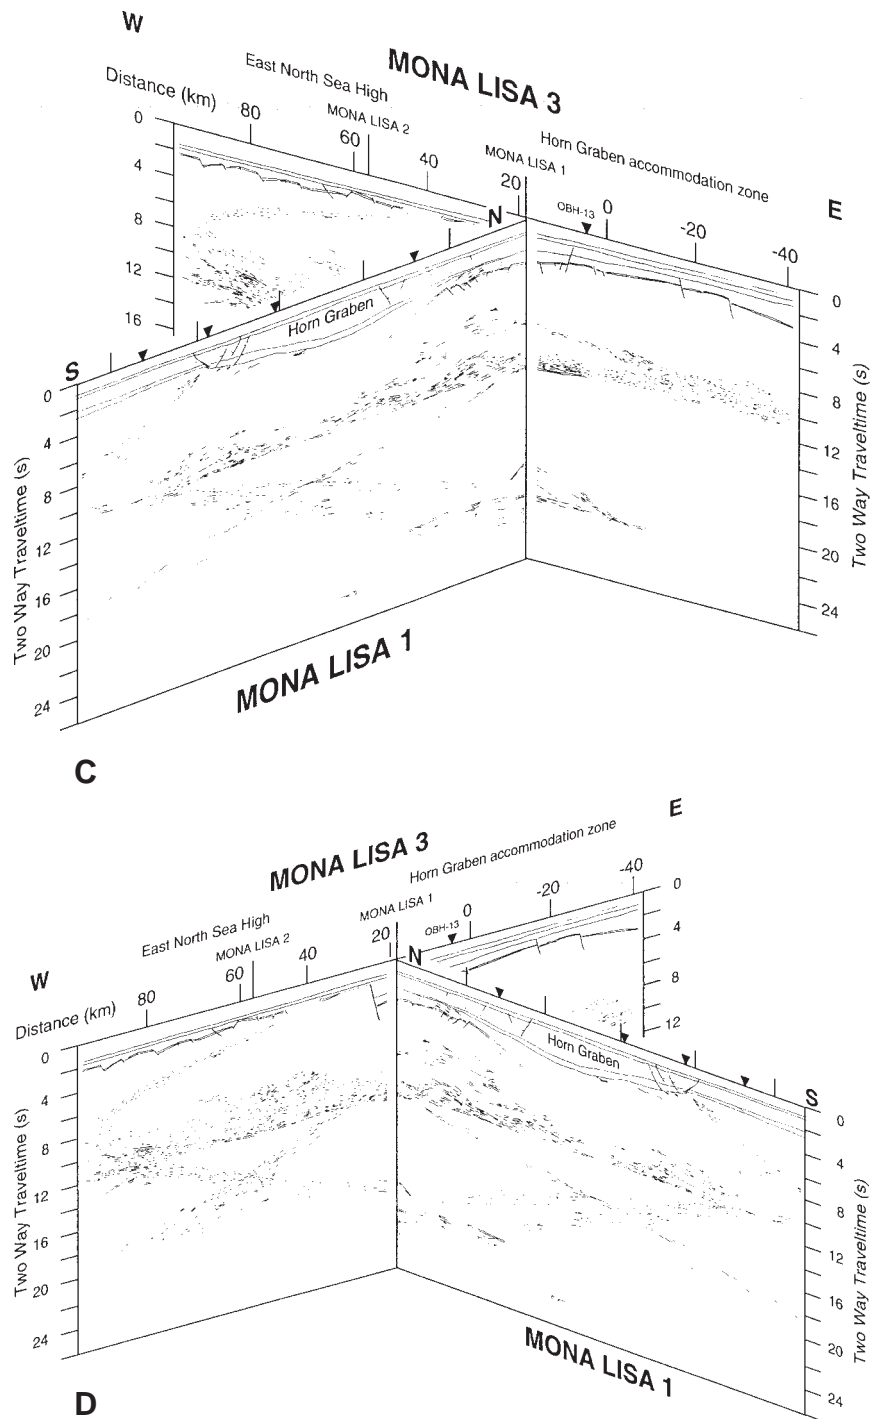 W
MONA LISA 3
East North Sea High
Distance (km)
80
MONA LISA 2
60
40
Horn Graben accommodation zone
MONA LISA 1
20
OBH-13
0
-20
-40
E
0
4
8
12
16
N
Horn Graben
S
0
4
8
12
16
20
24
Two Way Traveltime (s)
0
4
8
12
16
20
24
Two Way Traveltime (s)
MONA LISA 1
C
E
MONA LISA 3
Horn Graben accommodation zone
-40
-20
0
MONA LISA 1
OBH-13
20
East North Sea High
MONA LISA 2
40
60
80
W
Distance (km)
N
0
4
8
12
Horn Graben
S
0
4
8
12
16
20
24
Two Way Traveltime (s)
0
4
8
12
16
20
24
Two Way Traveltime (s)
MONA LISA 1
D